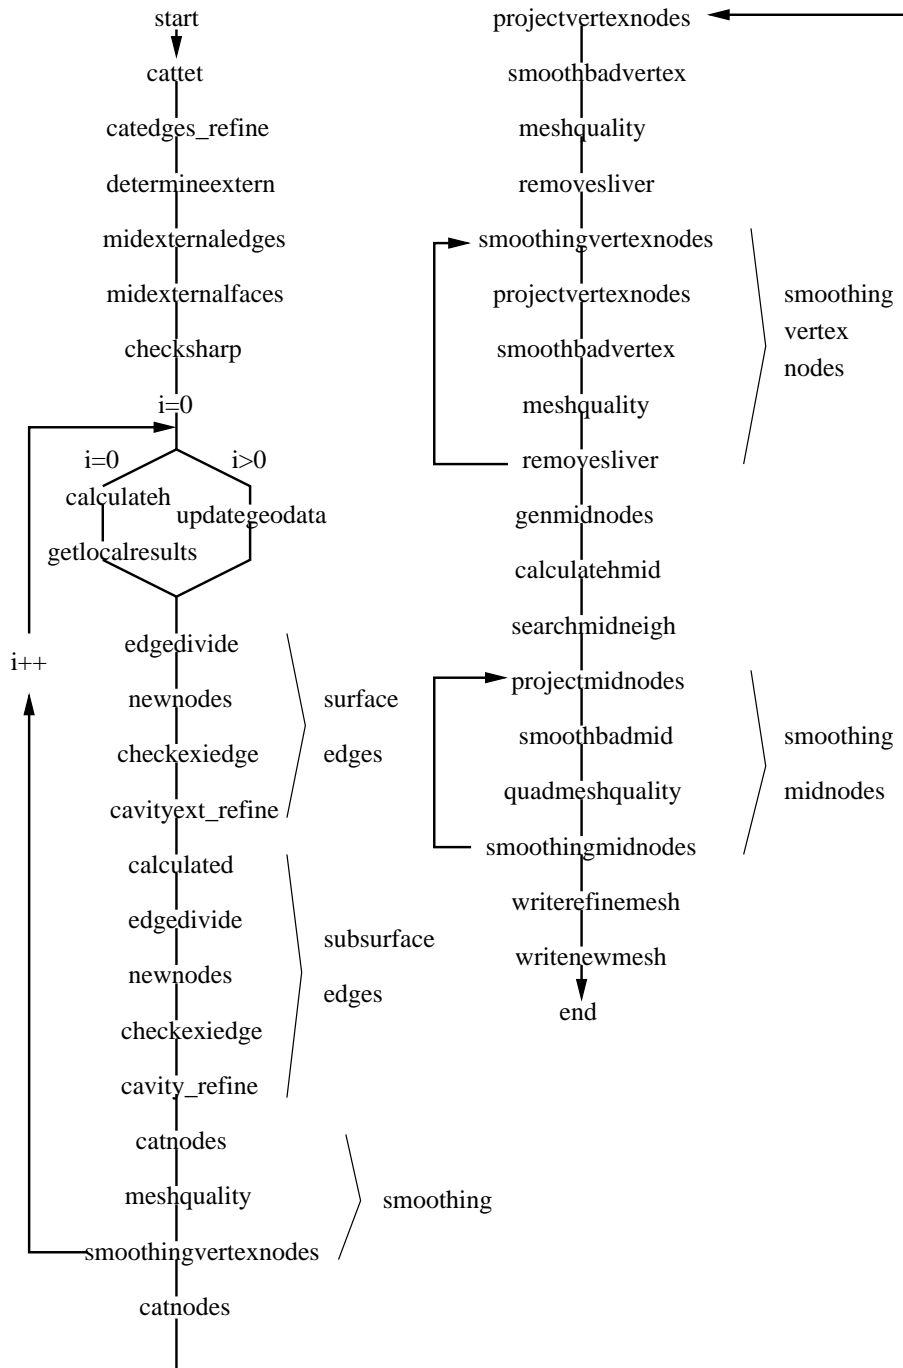 start
cattet
catedges_refine
determineextern
midexternaledges
midexternalfaces
checksharp
i=0
i=0
i>0
calculateh
updategeodata
getlocalresults
i++
edgedivide
newnodes
checkexiedge
cavityext_refine
surface
edges
calculated
edgedivide
newnodes
checkexiedge
cavity_refine
subsurface
edges
catnodes
meshquality
smoothingvertexnodes
smoothing
catnodes
projectvertexnodes
smoothbadvertex
meshquality
removesliver
smoothingvertexnodes
projectvertexnodes
smoothbadvertex
meshquality
removesliver
smoothing
vertex
nodes
genmidnodes
calculatehmid
searchmidneigh
projectmidnodes
smoothbadmid
quadmeshquality
smoothingmidnodes
smoothing
midnodes
writerefinemesh
writenewmesh
end